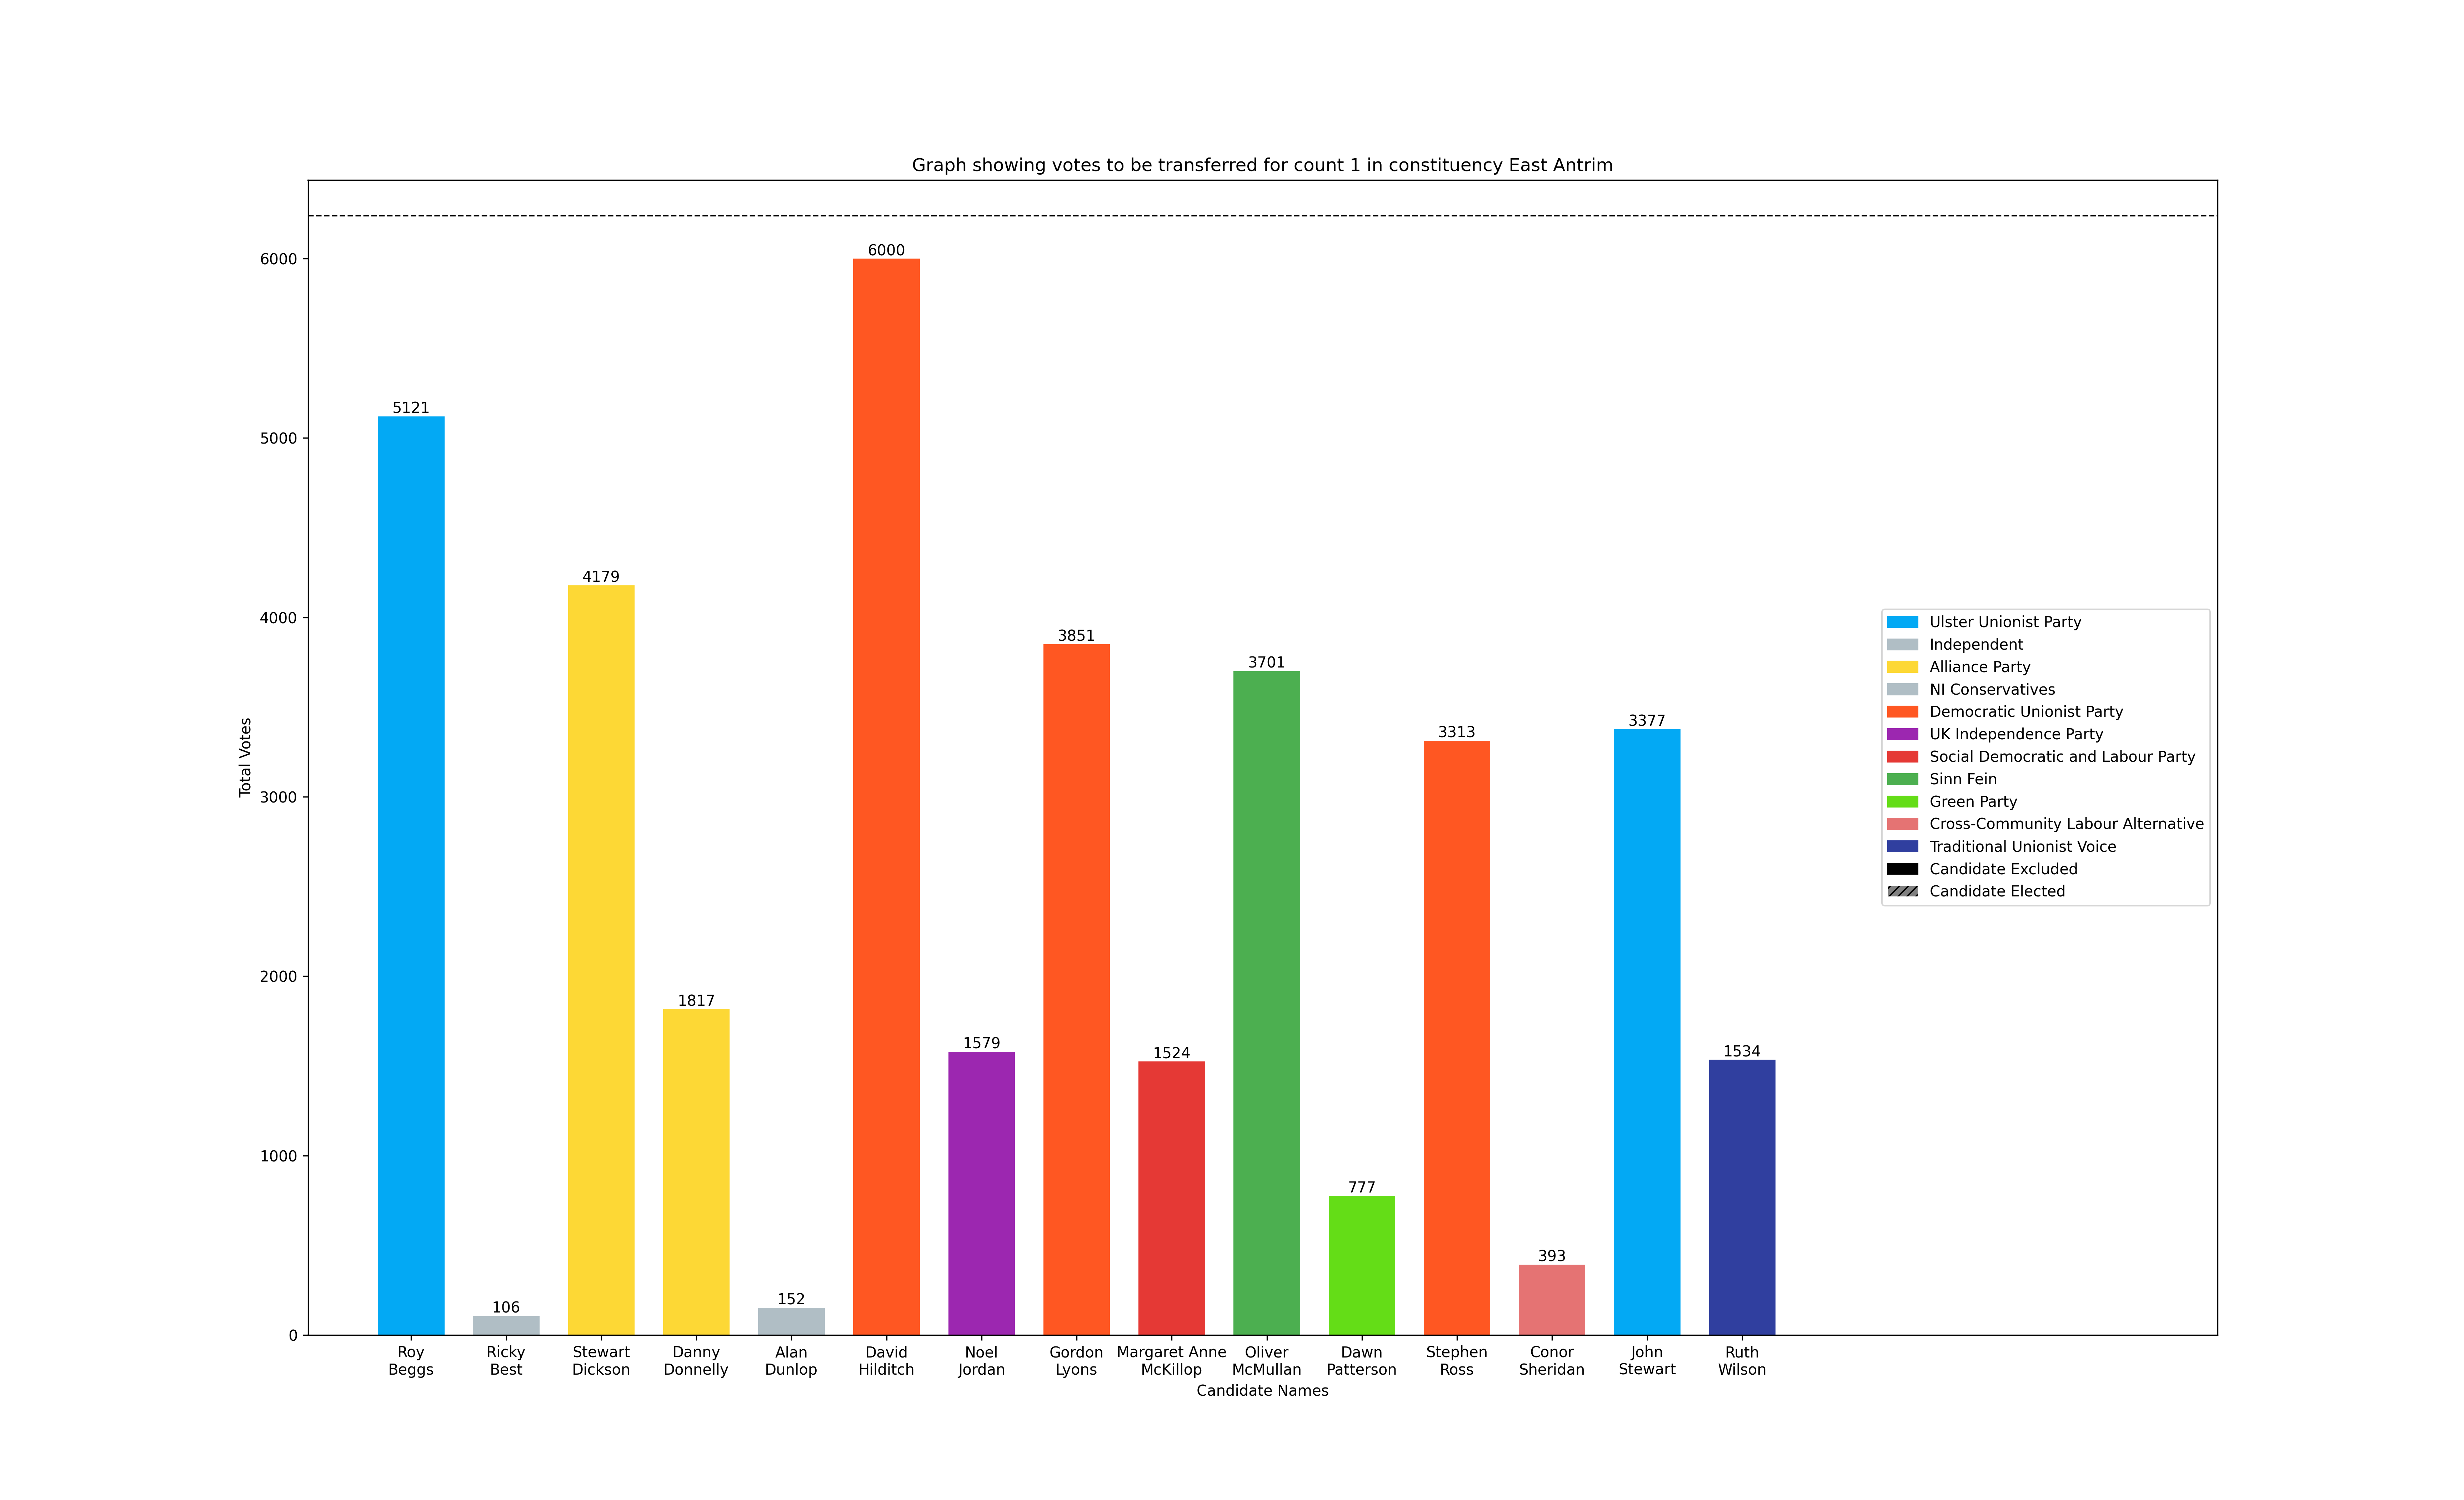 Graph showing votes to be transferred for count 1 in constituency East Antrim
Total Votes
6000
5000
4000
3000
2000
1000
0
5121
106
4179
1817
152
6000
1579
3851
1524
3701
777
3313
393
3377
1534
Roy
Beggs
Ricky
Best
Stewart
Dickson
Danny
Donnelly
Alan
Dunlop
David
Hilditch
Noel
Jordan
Gordon
Lyons
Margaret Anne
McKillop
Oliver
McMullan
Dawn
Patterson
Stephen
Ross
Conor
Sheridan
John
Stewart
Ruth
Wilson
Candidate Names
Ulster Unionist Party
Independent
Alliance Party
NI Conservatives
Democratic Unionist Party
UK Independence Party
Social Democratic and Labour Party
Sinn Fein
Green Party
Cross-Community Labour Alternative
Traditional Unionist Voice
Candidate Excluded
Candidate Elected